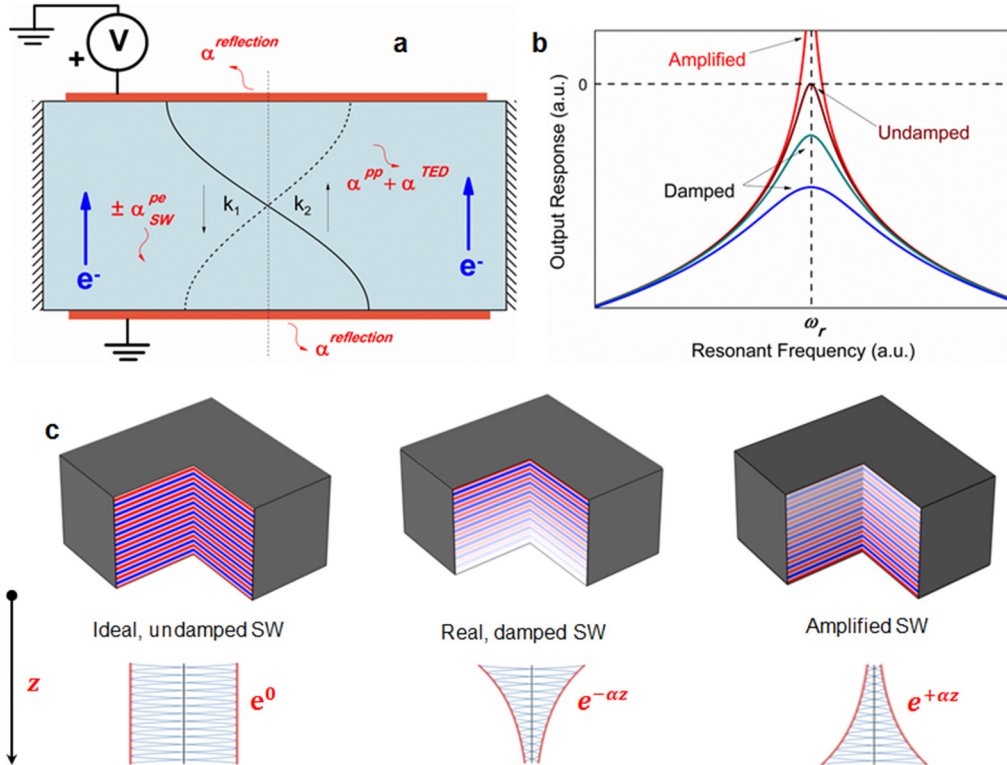 a
V
+
α^reflection
k₁
k₂
α^pp + α^TED
± α^pe_SW
e⁻
e⁻
α^reflection
b
Output Response (a.u.)
0
Amplified
Undamped
Damped
ω_r
Resonant Frequency (a.u.)
c
Ideal, undamped SW
Real, damped SW
Amplified SW
z
e⁰
e^−αz
e^+αz